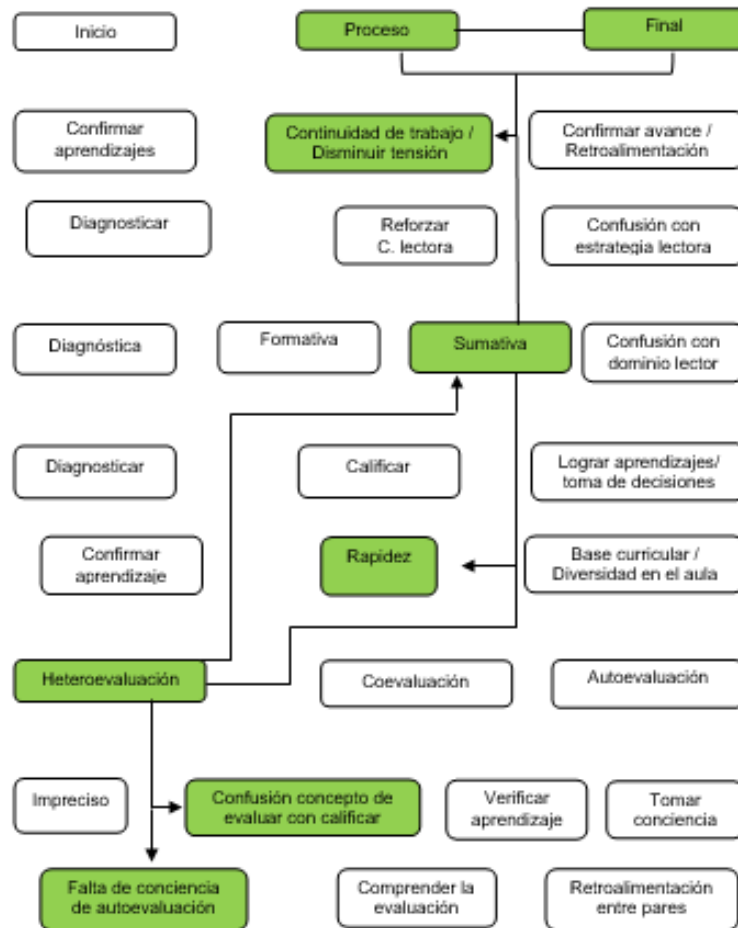 Inicio
Proceso
Final
Confirmar
aprendizajes
Continuidad de trabajo /
Disminuir tensión
Confirmar avance /
Retroalimentación
Diagnosticar
Reforzar
C. lectora
Confusión con
estrategia lectora
Diagnóstica
Formativa
Sumativa
Confusión con
dominio lector
Diagnosticar
Calificar
Lograr aprendizajes/
toma de decisiones
Confirmar
aprendizaje
Rapidez
Base curricular /
Diversidad en el aula
Heteroevaluación
Coevaluación
Autoevaluación
Impreciso
Confusión concepto de
evaluar con calificar
Verificar
aprendizaje
Tomar
conciencia
Falta de conciencia
de autoevaluación
Comprender la
evaluación
Retroalimentación
entre pares